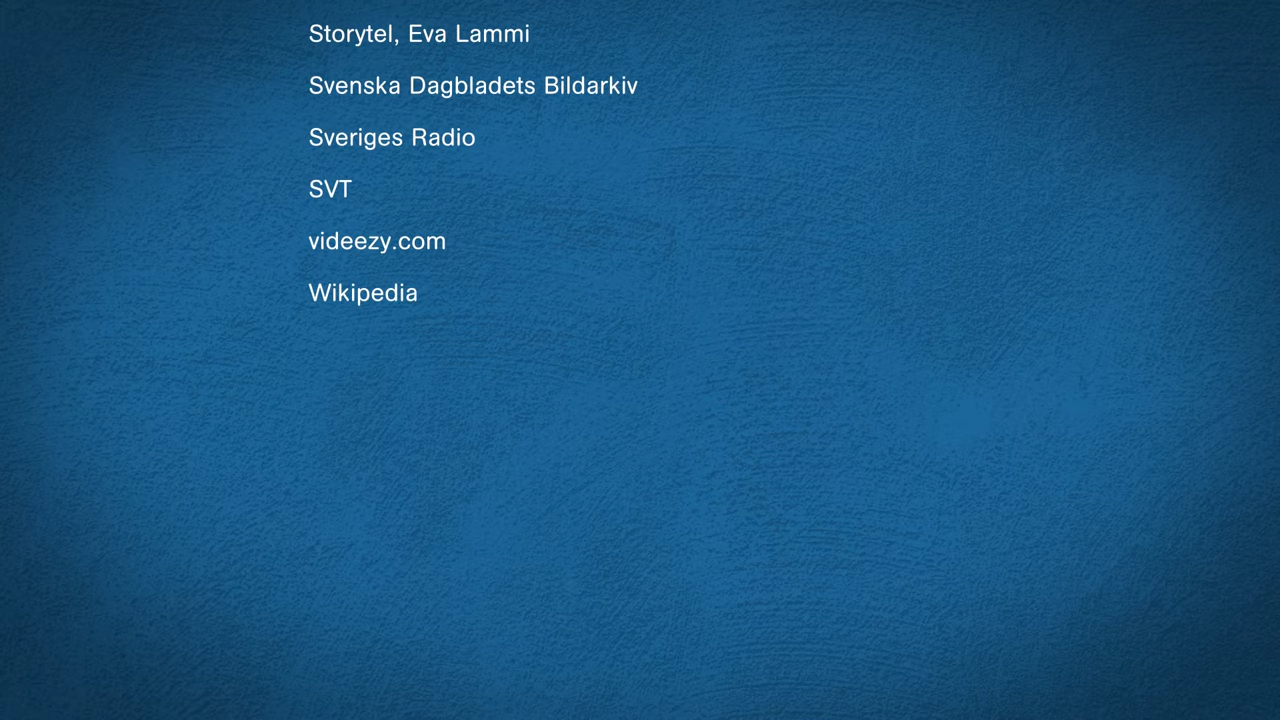 Storytel, Eva Lammi
Svenska Dagbladets Bildarkiv
Sveriges Radio
SVT
videezy.com
Wikipedia